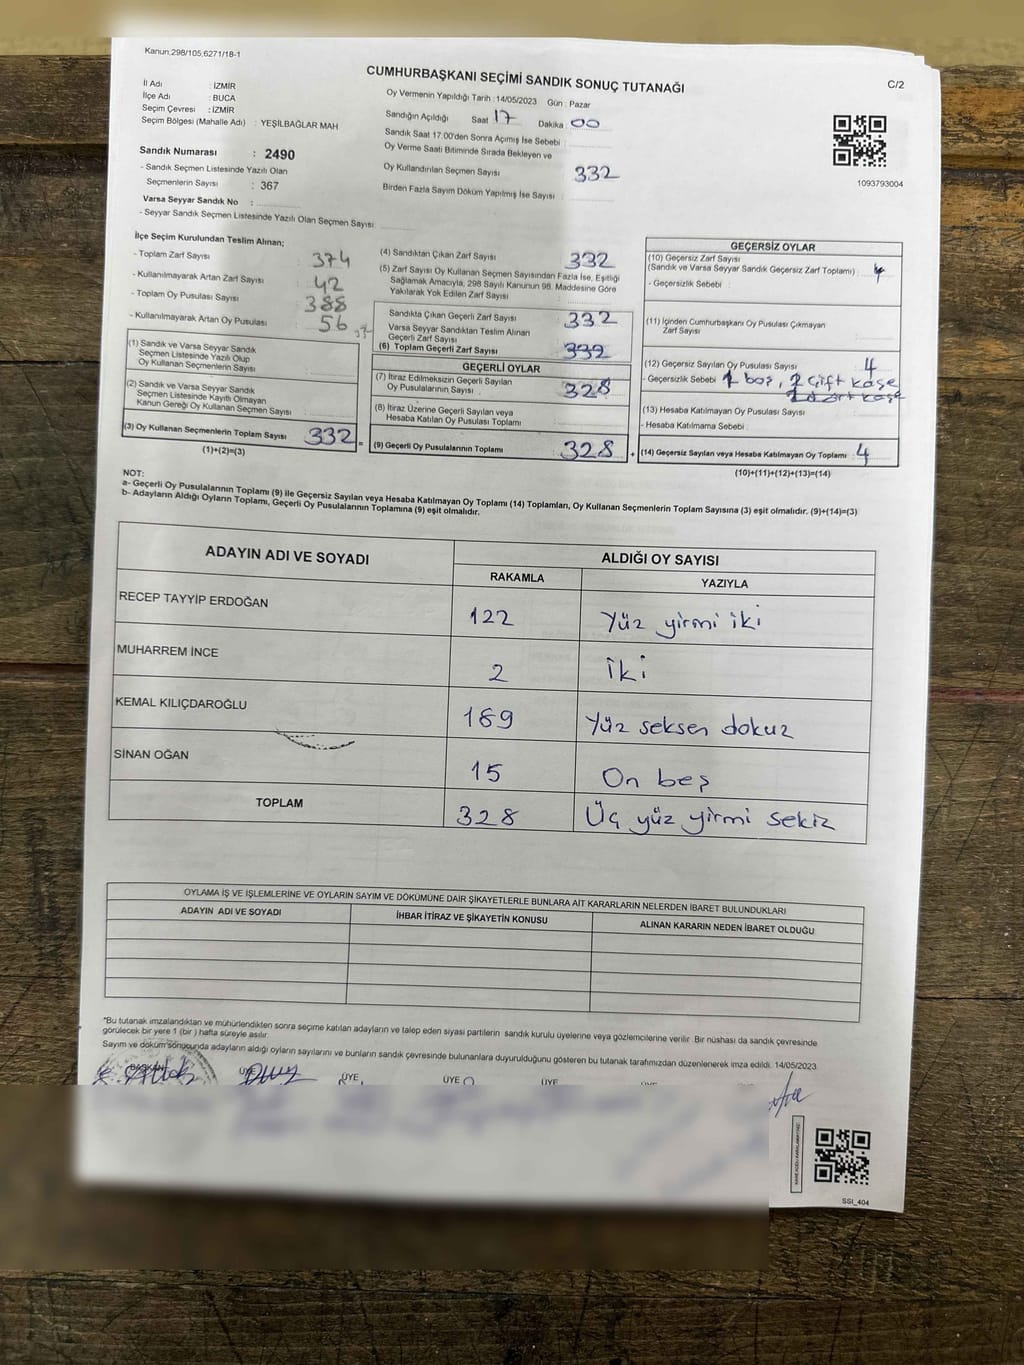 Kanun,298/105,6271/18-1
CUMHURBAŞKANI SEÇİMİ SANDIK SONUÇ TUTANAĞI
C/2
İl Adı : İZMİR
İlçe Adı : BUCA
Seçim Çevresi : İZMİR
Seçim Bölgesi (Mahalle Adı) : YEŞİLBAĞLAR MAH
Sandık Numarası : 2490
- Sandık Seçmen Listesinde Yazılı Olan
Seçmenlerin Sayısı : 367
Varsa Seyyar Sandık No :
- Seyyar Sandık Seçmen Listesinde Yazılı Olan Seçmen Sayısı:
Oy Vermenin Yapıldığı Tarih : 14/05/2023 Gün : Pazar
Sandığın Açıldığı Saat 17 Dakika : 00
Sandık Saat 17.00'den Sonra Açımış İse Sebebi :
Oy Verme Saati Bitiminde Sırada Bekleyen ve
Oy Kullandırılan Seçmen Sayısı : 332
Birden Fazla Sayım Döküm Yapılmış İse Sayısı :
1093793004
İlçe Seçim Kurulundan Teslim Alınan;
- Toplam Zarf Sayısı : 374
- Kullanılmayarak Artan Zarf Sayısı : 42
- Toplam Oy Pusulası Sayısı : 388
- Kullanılmayarak Artan Oy Pusulası : 56
(1) Sandık ve Varsa Seyyar Sandık
Seçmen Listesinde Yazılı Olup
Oy Kullanan Seçmenlerin Sayısı :
(2) Sandık ve Varsa Seyyar Sandık
Seçmen Listesinde Kayıtlı Olmayan
Kanun Gereği Oy Kullanan Seçmen Sayısı :
(3) Oy Kullanan Seçmenlerin Toplam Sayısı : 332 =
(1)+(2)=(3)
(4) Sandıktan Çıkan Zarf Sayısı : 332
(5) Zarf Sayısı Oy Kullanan Seçmen Sayısından Fazla İse, Eşitliği
Sağlamak Amacıyla, 298 Sayılı Kanunun 98. Maddesine Göre
Yakılarak Yok Edilen Zarf Sayısı :
Sandıkta Çıkan Geçerli Zarf Sayısı : 332
Varsa Seyyar Sandıktan Teslim Alınan
Geçerli Zarf Sayısı :
(6) Toplam Geçerli Zarf Sayısı : 332
GEÇERLİ OYLAR
(7) İtiraz Edilmeksizin Geçerli Sayılan
Oy Pusulalarının Sayısı : 328
(8) İtiraz Üzerine Geçerli Sayılan veya
Hesaba Katılan Oy Pusulası Toplamı :
(9) Geçerli Oy Pusulalarının Toplamı : 328 +
GEÇERSİZ OYLAR
(10) Geçersiz Zarf Sayısı
(Sandık ve Varsa Seyyar Sandık Geçersiz Zarf Toplamı) :
- Geçersizlik Sebebi :
(11) İçinden Cumhurbaşkanı Oy Pusulası Çıkmayan
Zarf Sayısı :
(12) Geçersiz Sayılan Oy Pusulası Sayısı : 4
- Geçersizlik Sebebi : 1 boş, 2 Çift kaşe
(13) Hesaba Katılmayan Oy Pusulası Sayısı :
- Hesaba Katılmama Sebebi :
(14) Geçersiz Sayılan veya Hesaba Katılmayan Oy Toplamı : 4
(10)+(11)+(12)+(13)=(14)
NOT:
a- Geçerli Oy Pusulalarının Toplamı (9) ile Geçersiz Sayılan veya Hesaba Katılmayan Oy Toplamı (14) Toplamları, Oy Kullanan Seçmenlerin Toplam Sayısına (3) eşit olmalıdır. (9)+(14)=(3)
b- Adayların Aldığı Oyların Toplamı, Geçerli Oy Pusulalarının Toplamına (9) eşit olmalıdır.
ADAYIN ADI VE SOYADI ALDIĞI OY SAYISI
RAKAMLA YAZIYLA
RECEP TAYYİP ERDOĞAN 122 Yüz yirmi iki
MUHARREM İNCE 2 iki
KEMAL KILIÇDAROĞLU 189 Yüz seksen dokuz
SİNAN OĞAN 15 On beş
TOPLAM 328 Üç yüz yirmi sekiz
OYLAMA İŞ VE İŞLEMLERİNE VE OYLARIN SAYIM VE DÖKÜMÜNE DAİR ŞİKAYETLERLE BUNLARA AİT KARARLARIN NELERDEN İBARET BULUNDUKLARI
ADAYIN ADI VE SOYADI İHBAR İTİRAZ VE ŞİKAYETİN KONUSU ALINAN KARARIN NEDEN İBARET OLDUĞU
*Bu tutanak imzalandıktan ve mühürlendikten sonra seçime katılan adayların ve talep eden siyasi partilerin sandık kurulu üyelerine veya gözlemcilerine verilir. Bir nüshası da sandık çevresinde
görülecek bir yere 1 (bir ) hafta süreyle asılır.
Sayım ve döküm sonucunda adayların aldığı oyların sayılarını ve bunların sandık çevresinde bulunanlara duyurulduğunu gösteren bu tutanak tarafımızdan düzenlenerek imza edildi. 14/05/2023
BAŞKAN ÜYE ÜYE ÜYE ÜYE
SSI_404